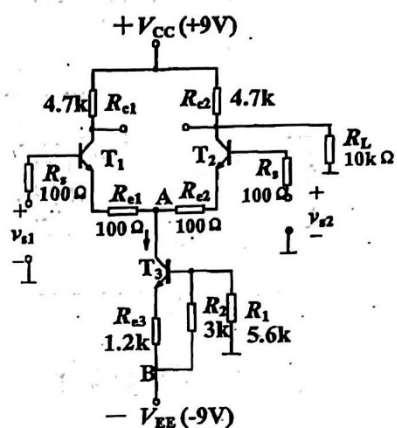 +V_CC (+9V)
4.7k R_c1 R_c2 4.7k
T_1 T_2
R_s 100Ω R_e1 A R_e2 R_s 100Ω R_L 10kΩ
100Ω 100Ω
+ v_s1 − + v_s2 −
T_3
R_e3 1.2k R_2 3k R_1 5.6k
B
− V_EE (-9V)